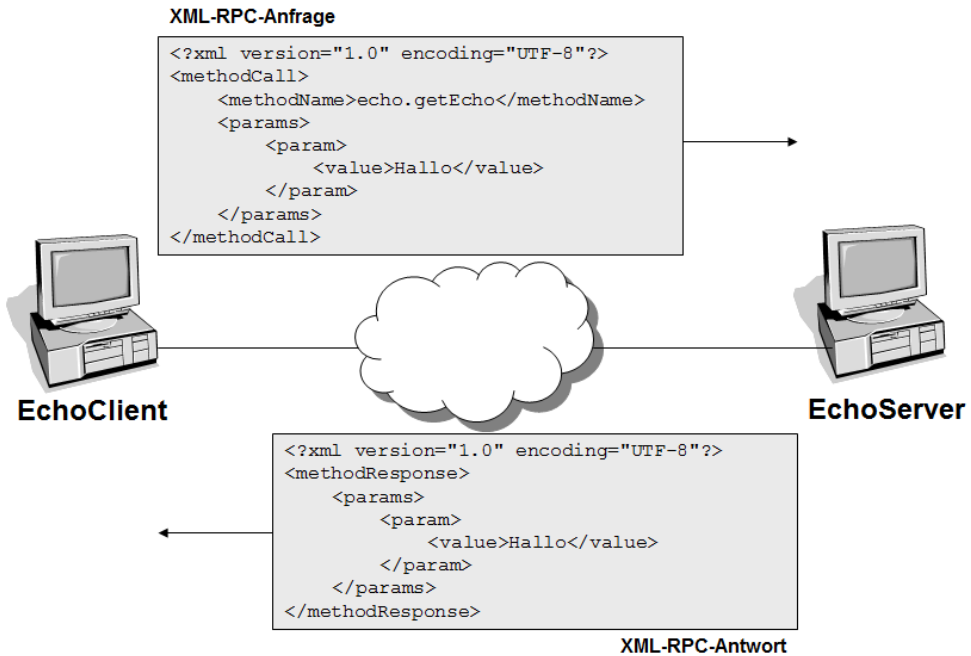 XML-RPC-Anfrage
<?xml version="1.0" encoding="UTF-8"?>
<methodCall>
    <methodName>echo.getEcho</methodName>
    <params>
        <param>
            <value>Hallo</value>
        </param>
    </params>
</methodCall>
EchoClient
EchoServer
<?xml version="1.0" encoding="UTF-8"?>
<methodResponse>
    <params>
        <param>
            <value>Hallo</value>
        </param>
    </params>
</methodResponse>
XML-RPC-Antwort